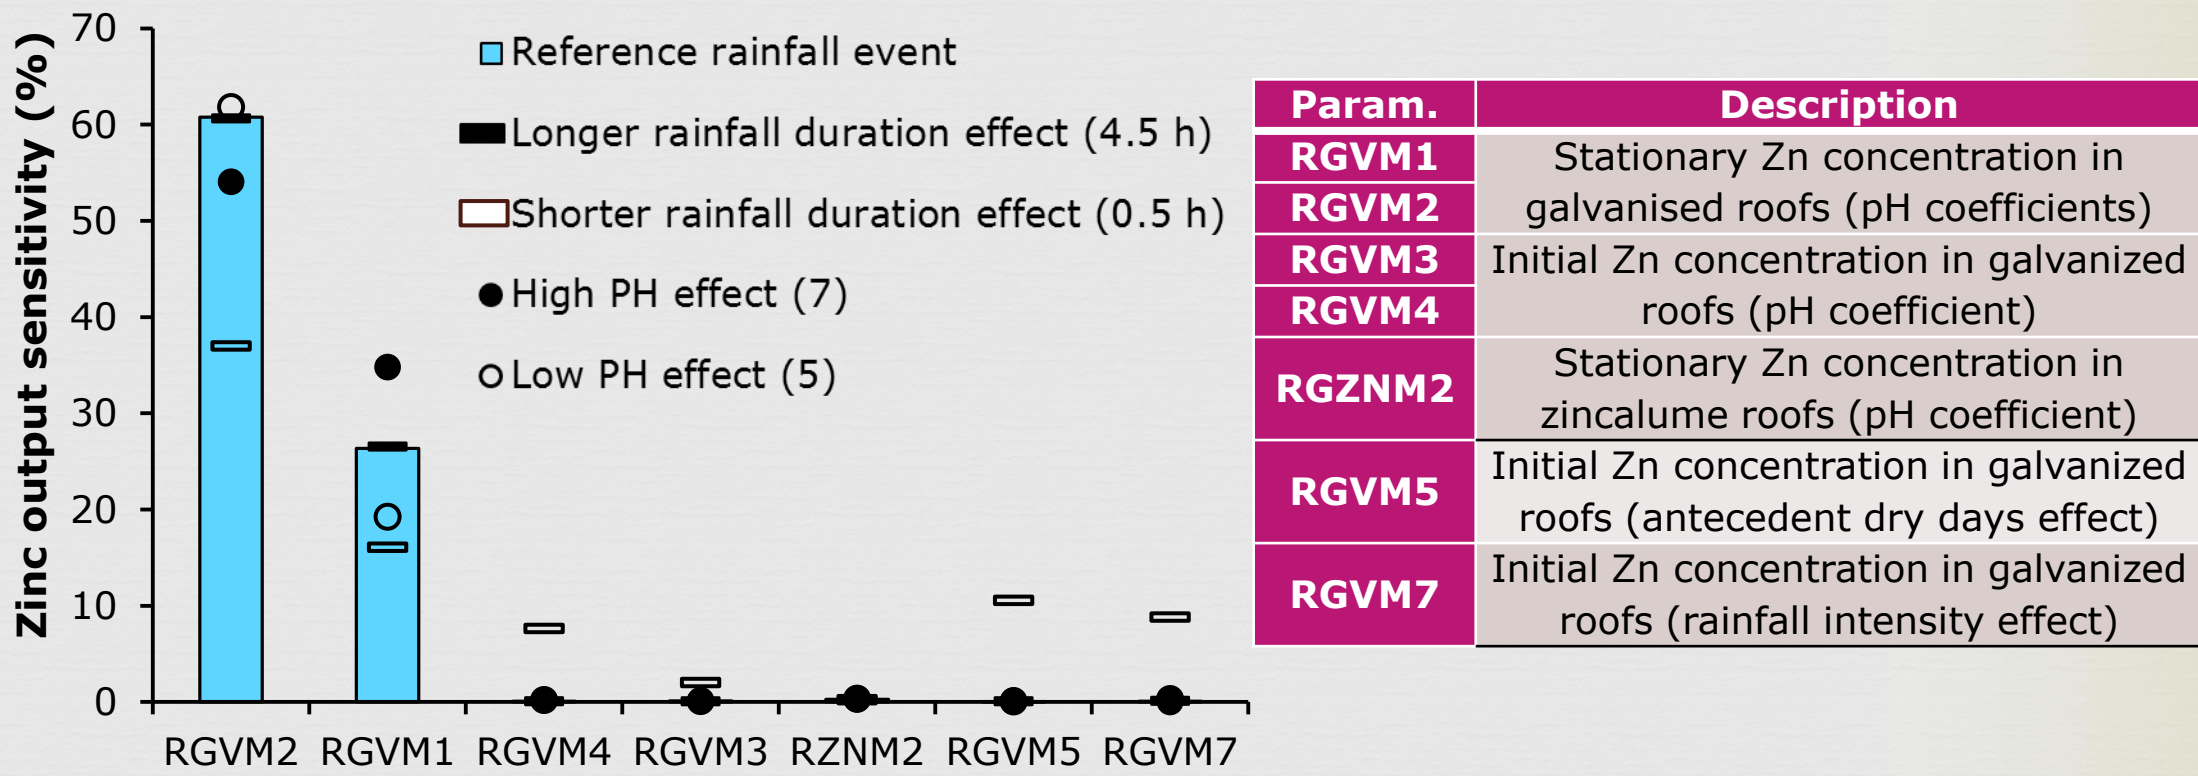 Zinc output sensitivity (%)
70
60
50
40
30
20
10
0
Reference rainfall event
Longer rainfall duration effect (4.5 h)
Shorter rainfall duration effect (0.5 h)
High PH effect (7)
Low PH effect (5)
RGVM2 RGVM1 RGVM4 RGVM3 RZNM2 RGVM5 RGVM7
Param. Description
RGVM1
RGVM2
Stationary Zn concentration in
galvanised roofs (pH coefficients)
RGVM3
RGVM4
Initial Zn concentration in galvanized
roofs (pH coefficient)
RGZNM2
Stationary Zn concentration in
zincalume roofs (pH coefficient)
RGVM5
Initial Zn concentration in galvanized
roofs (antecedent dry days effect)
RGVM7
Initial Zn concentration in galvanized
roofs (rainfall intensity effect)